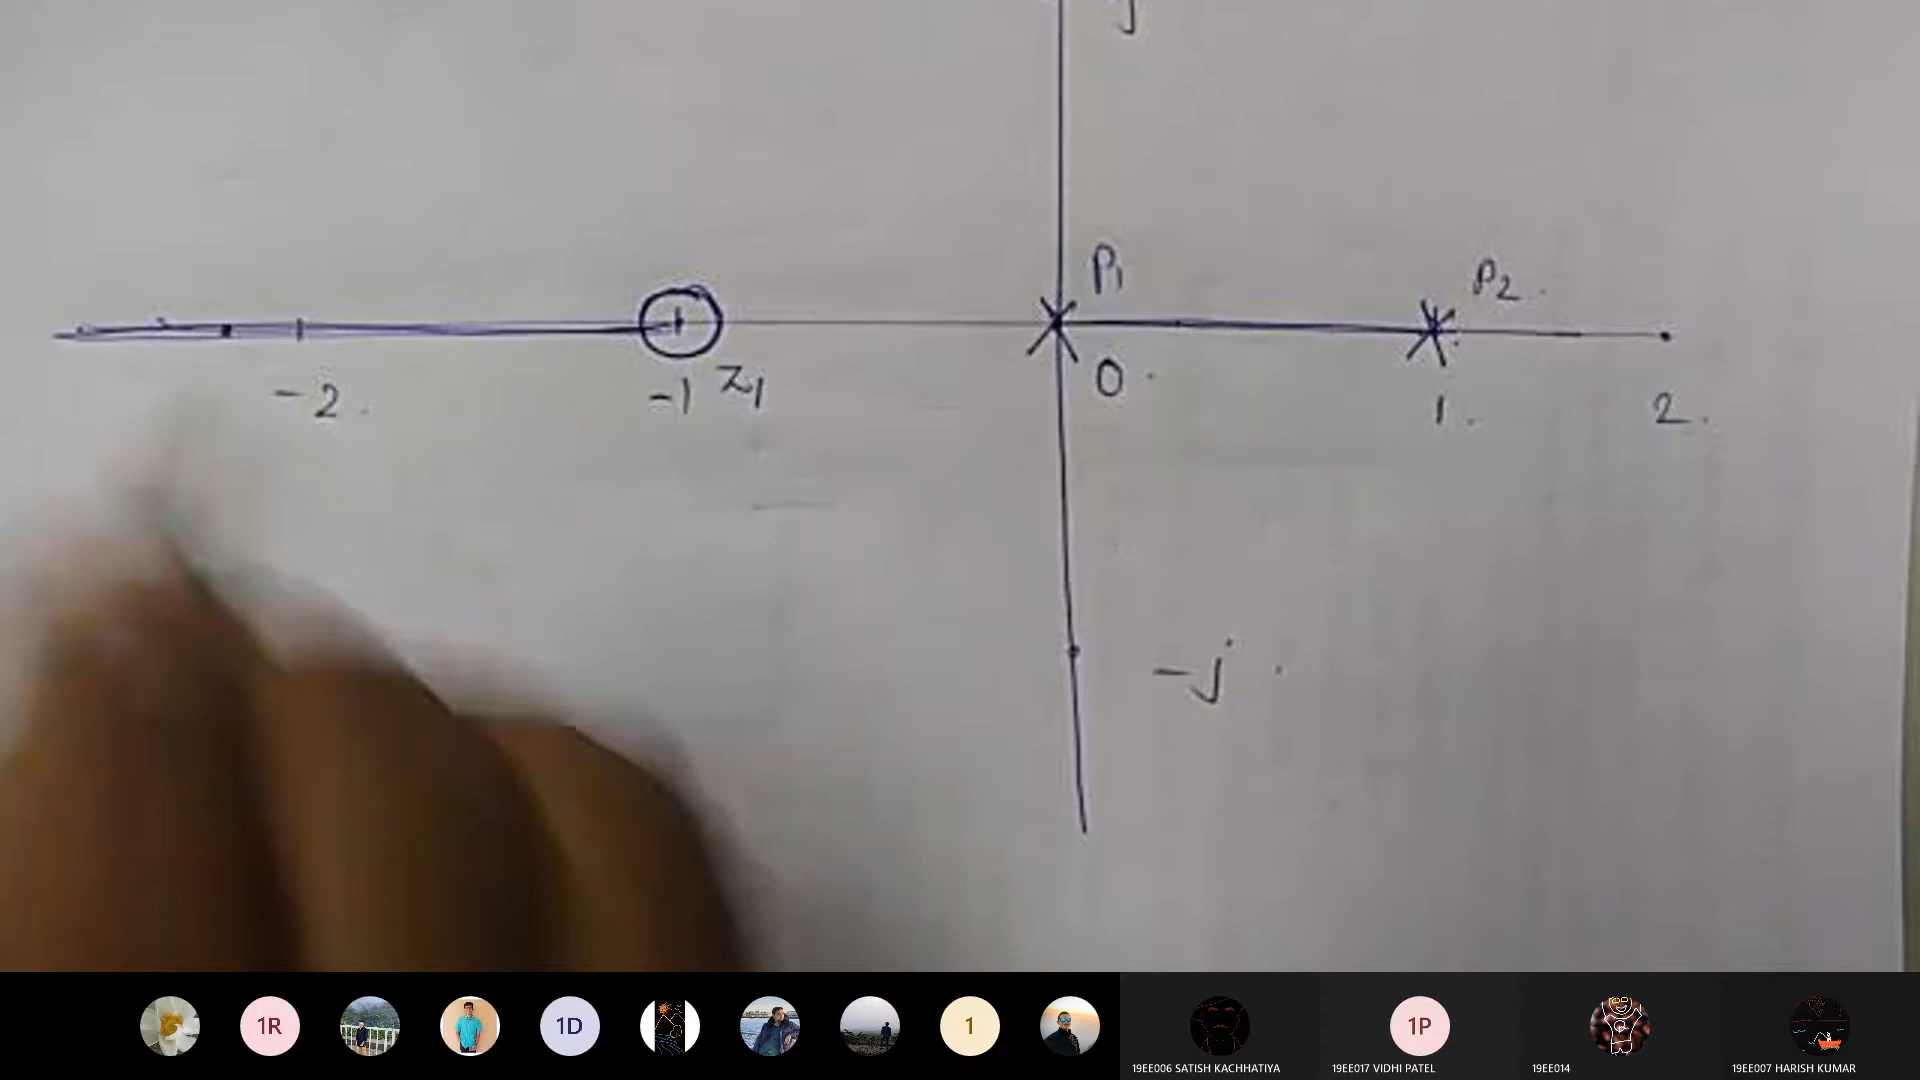 j
P1
P2
-2
-1
Z1
0
1
2
-j
1R
1D
1
1P
19EE006 SATISH KACHHATIYA
19EE017 VIDHI PATEL
19EE014
19EE007 HARISH KUMAR